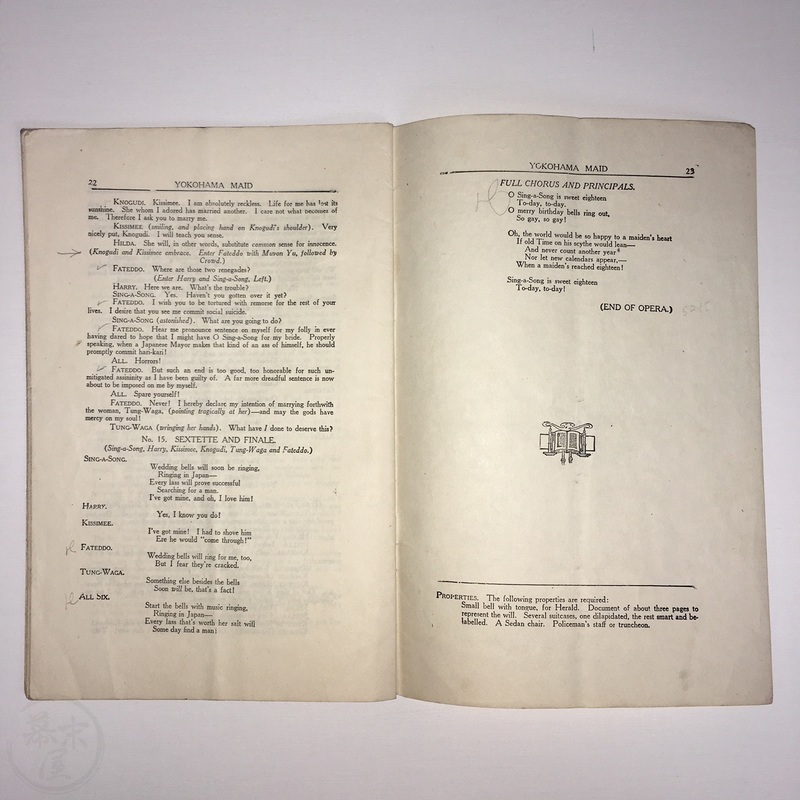 22 YOKOHAMA MAID
KNOGUDI. Kissimee. I am absolutely reckless. Life for me has lost its
sunshine. She whom I adored has married another. I care not what becomes of
me. Therefore I ask you to marry me.
KISSIMEE (smiling, and placing hand on Knogudi's shoulder). Very
nicely put, Knogudi. I will teach you sense.
HILDA. She will, in other words, substitute common sense for innocence.
(Knogudi and Kissimee embrace. Enter Fateddo with Muvon Yu, followed by
Crowd.)
FATEDDO. Where are those two renegades?
(Enter Harry and Sing-a-Song, Left.)
HARRY. Here we are. What's the trouble?
SING-A-SONG. Yes. Haven't you gotten over it yet?
FATEDDO. I wish you to be tortured with remorse for the rest of your
lives. I desire that you see me commit social suicide.
SING-A-SONG (astonished). What are you going to do?
FATEDDO. Hear me pronounce sentence on myself for my folly in ever
having dared to hope that I might have O Sing-a-Song for my bride. Properly
speaking, when a Japanese Mayor makes that kind of an ass of himself, he should
promptly commit hari-kari!
ALL. Horrors!
FATEDDO. But such an end is too good, too honorable for such un-
mitigated assininity as I have been guilty of. A far more dreadful sentence is now
about to be imposed on me by myself.
ALL. Spare yourself!
FATEDDO. Never! I hereby declare my intention of marrying forthwith
the woman, Tung-Waga, (pointing tragically at her)—and may the gods have
mercy on my soul!
TUNG-WAGA (wringing her hands). What have I done to deserve this?
No. 15. SEXTETTE AND FINALE.
(Sing-a-Song, Harry, Kissimee, Knogudi, Tung-Waga and Fateddo.)
SING-A-SONG.
Wedding bells will soon be ringing,
Ringing in Japan—
Every lass will prove successful
Searching for a man.
I've got mine, and oh, I love him!
HARRY.
Yes, I know you do!
KISSIMEE.
I've got mine! I had to shove him
Ere he would "come through!"
FATEDDO.
Wedding bells will ring for me, too,
But I fear they're cracked.
TUNG-WAGA.
Something else besides the bells
Soon will be, that's a fact!
ALL SIX.
Start the bells with music ringing,
Ringing in Japan—
Every lass that's worth her salt will
Some day find a man!
YOKOHAMA MAID 23
FULL CHORUS AND PRINCIPALS.
O Sing-a-Song is sweet eighteen
To-day, to-day.
O merry birthday bells ring out,
So gay, so gay!
Oh, the world would be so happy to a maiden's heart
If old Time on his scythe would lean—
And never count another year
Nor let new calendars appear,—
When a maiden's reached eighteen!
Sing-a-Song is sweet eighteen
To-day, to-day!
(END OF OPERA.)
PROPERTIES. The following properties are required:
Small bell with tongue, for Herald. Document of about three pages to
represent the will. Several suitcases, one dilapidated, the rest smart and be-
labelled. A Sedan chair. Policeman's staff or truncheon.
幕末屋